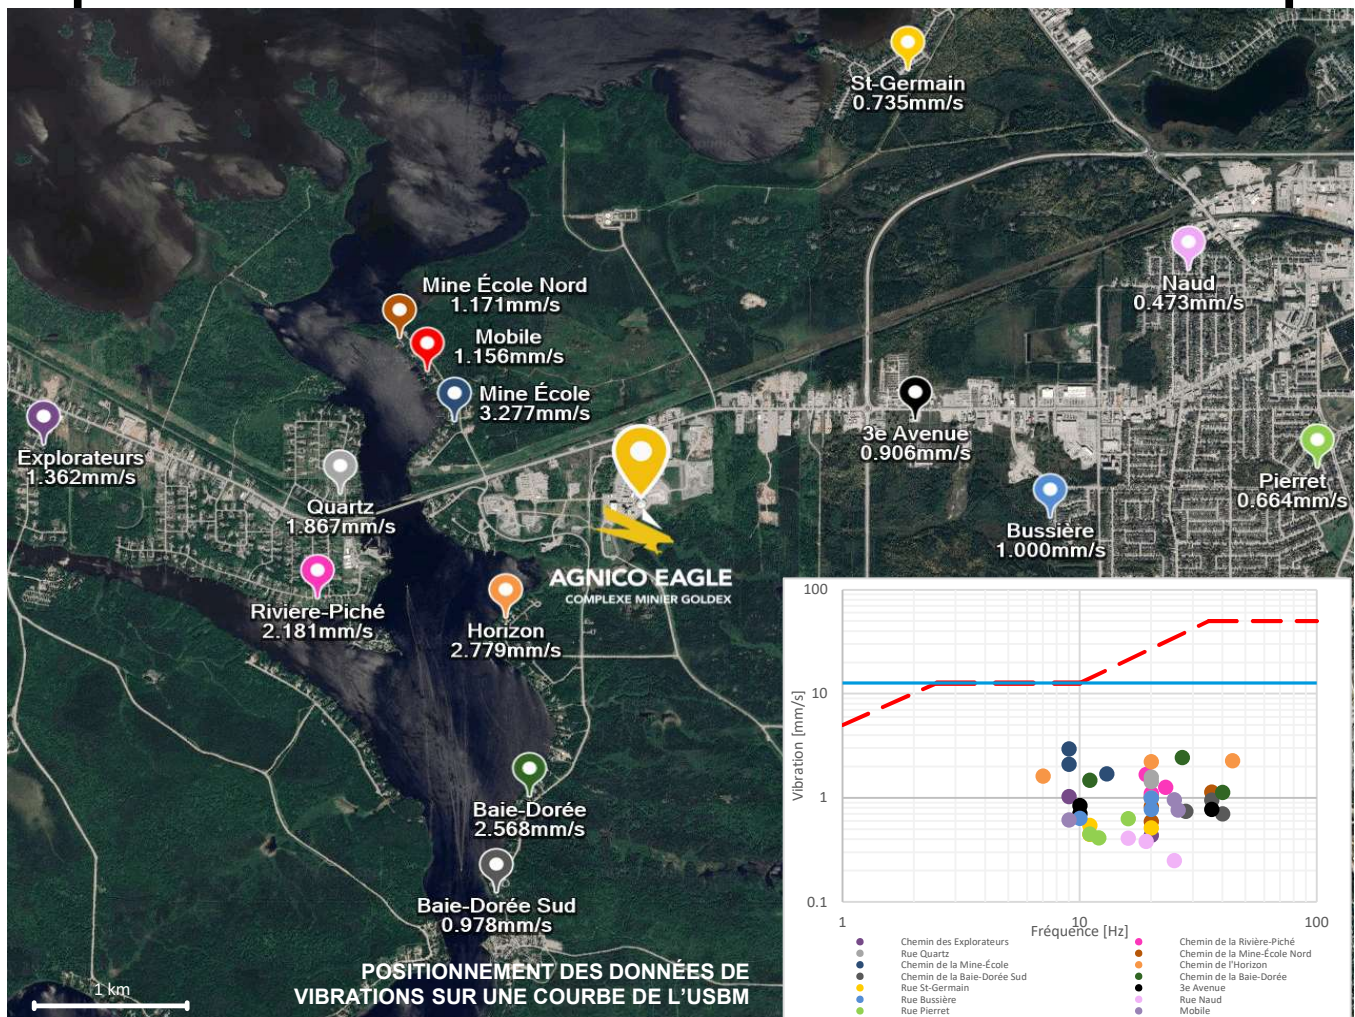 St-Germain
0.735mm/s
Naud
0.473mm/s
Mine École Nord
1.171mm/s
Mobile
1.156mm/s
Mine École
3.277mm/s
Explorateurs
1.362mm/s
Quartz
1.867mm/s
3e Avenue
0.906mm/s
Pierret
0.664mm/s
Bussière
1.000mm/s
Riviere-Piché
2.181mm/s
AGNICO EAGLE
COMPLEXE MINIER GOLDEX
Horizon
2.779mm/s
Baie-Dorée
2.568mm/s
Baie-Dorée Sud
0.978mm/s
POSITIONNEMENT DES DONNÉES DE
VIBRATIONS SUR UNE COURBE DE L'USBM
1 km
100
10
1
0.1
Vibration [mm/s]
1
10
100
Fréquence [Hz]
Chemin des Explorateurs
Chemin de la Rivière-Piché
Rue Quartz
Chemin de la Mine-École Nord
Chemin de la Mine-École
Chemin de l'Horizon
Chemin de la Baie-Dorée Sud
Chemin de la Baie-Dorée
Rue St-Germain
3e Avenue
Rue Bussière
Rue Naud
Rue Pierret
Mobile